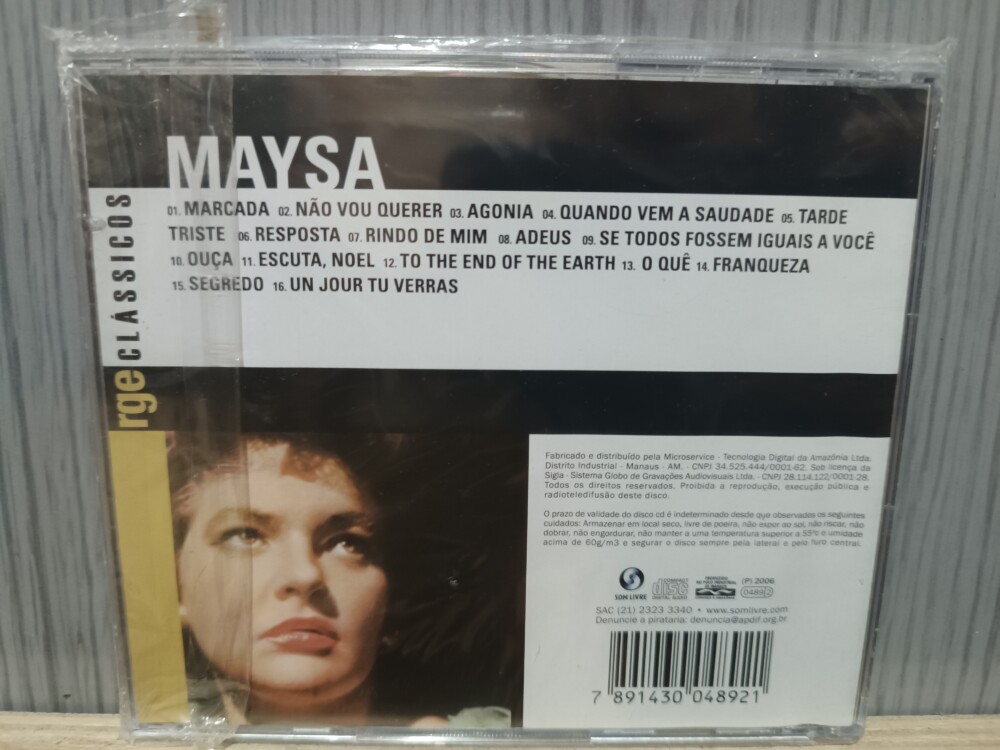 MAYSA
01. MARCADA 02. NÃO VOU QUERER 03. AGONIA 04. QUANDO VEM A SAUDADE 05. TARDE
TRISTE 06. RESPOSTA 07. RINDO DE MIM 08. ADEUS 09. SE TODOS FOSSEM IGUAIS A VOCÊ
10. OUÇA 11. ESCUTA, NOEL 12. TO THE END OF THE EARTH 13. O QUÊ 14. FRANQUEZA
15. SEGREDO 16. UN JOUR TU VERRAS
rge CLÁSSICOS
Fabricado e distribuído pela Microservice - Tecnologia Digital da Amazônia Ltda.
Distrito Industrial - Manaus - AM. - CNPJ 34.525.444/0001-62. Sob licença da
Sigla - Sistema Globo de Gravações Audiovisuais Ltda. - CNPJ 28.114.122/0001-28.
Todos os direitos reservados. Proibida a reprodução, execução pública e
radioteledifusão deste disco.
O prazo de validade do disco cd é indeterminado desde que observados os seguintes
cuidados: Armazenar em local seco, livre de poeira, não expor ao sol, não riscar, não
dobrar, não engordurar, não manter a uma temperatura superior a 55ºc e umidade
acima de 60g/m3 e segurar o disco sempre pela lateral e pelo furo central.
SOM LIVRE
COMPACT
disc
DIGITAL AUDIO
(P) 2006
0489-2
SAC (21) 2323 3340 • www.somlivre.com
Denuncie a pirataria: denuncia@apdif.org.br
7 891430 048921